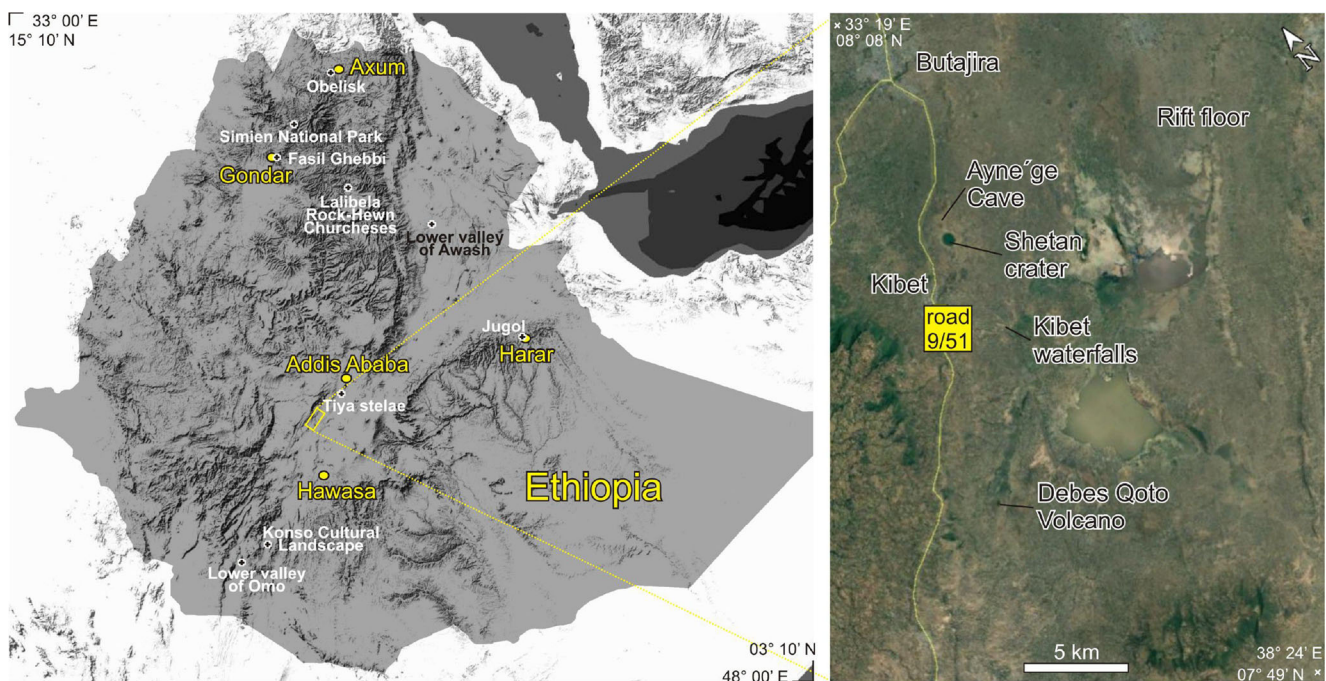 33° 00' E
15° 10' N
Axum
Obelisk
Simien National Park
Fasil Ghebbi
Gondar
Lalibela
Rock-Hewn
Churcheses
Lower valley
of Awash
Jugol
Harar
Addis Ababa
Tiya stelae
Ethiopia
Hawasa
Konso Cultural
Landscape
Lower valley
of Omo
03° 10' N
48° 00' E
33° 19' E
08° 08' N
Butajira
N
Rift floor
Ayne´ge
Cave
Shetan
crater
Kibet
road
9/51
Kibet
waterfalls
Debes Qoto
Volcano
5 km
38° 24' E
07° 49' N